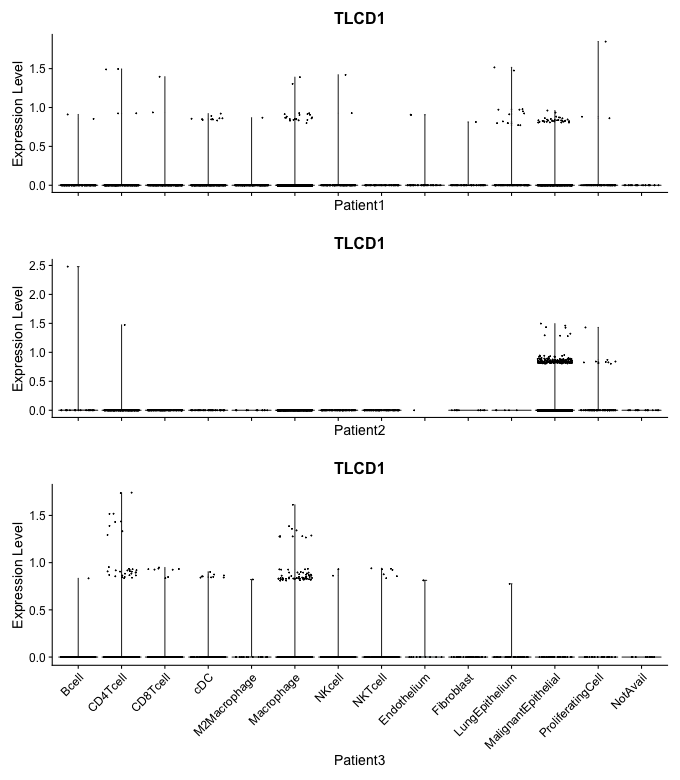 TLCD1
Expression Level
1.5
1.0
0.5
0.0
Patient1
TLCD1
Expression Level
2.5
2.0
1.5
1.0
0.5
0.0
Patient2
TLCD1
Expression Level
1.5
1.0
0.5
0.0
Bcell
CD4Tcell
CD8Tcell
cDC
M2Macrophage
Macrophage
NKcell
NKTcell
Endothelium
Fibroblast
LungEpithelium
MalignantEpithelial
ProliferatingCell
NotAvail
Patient3